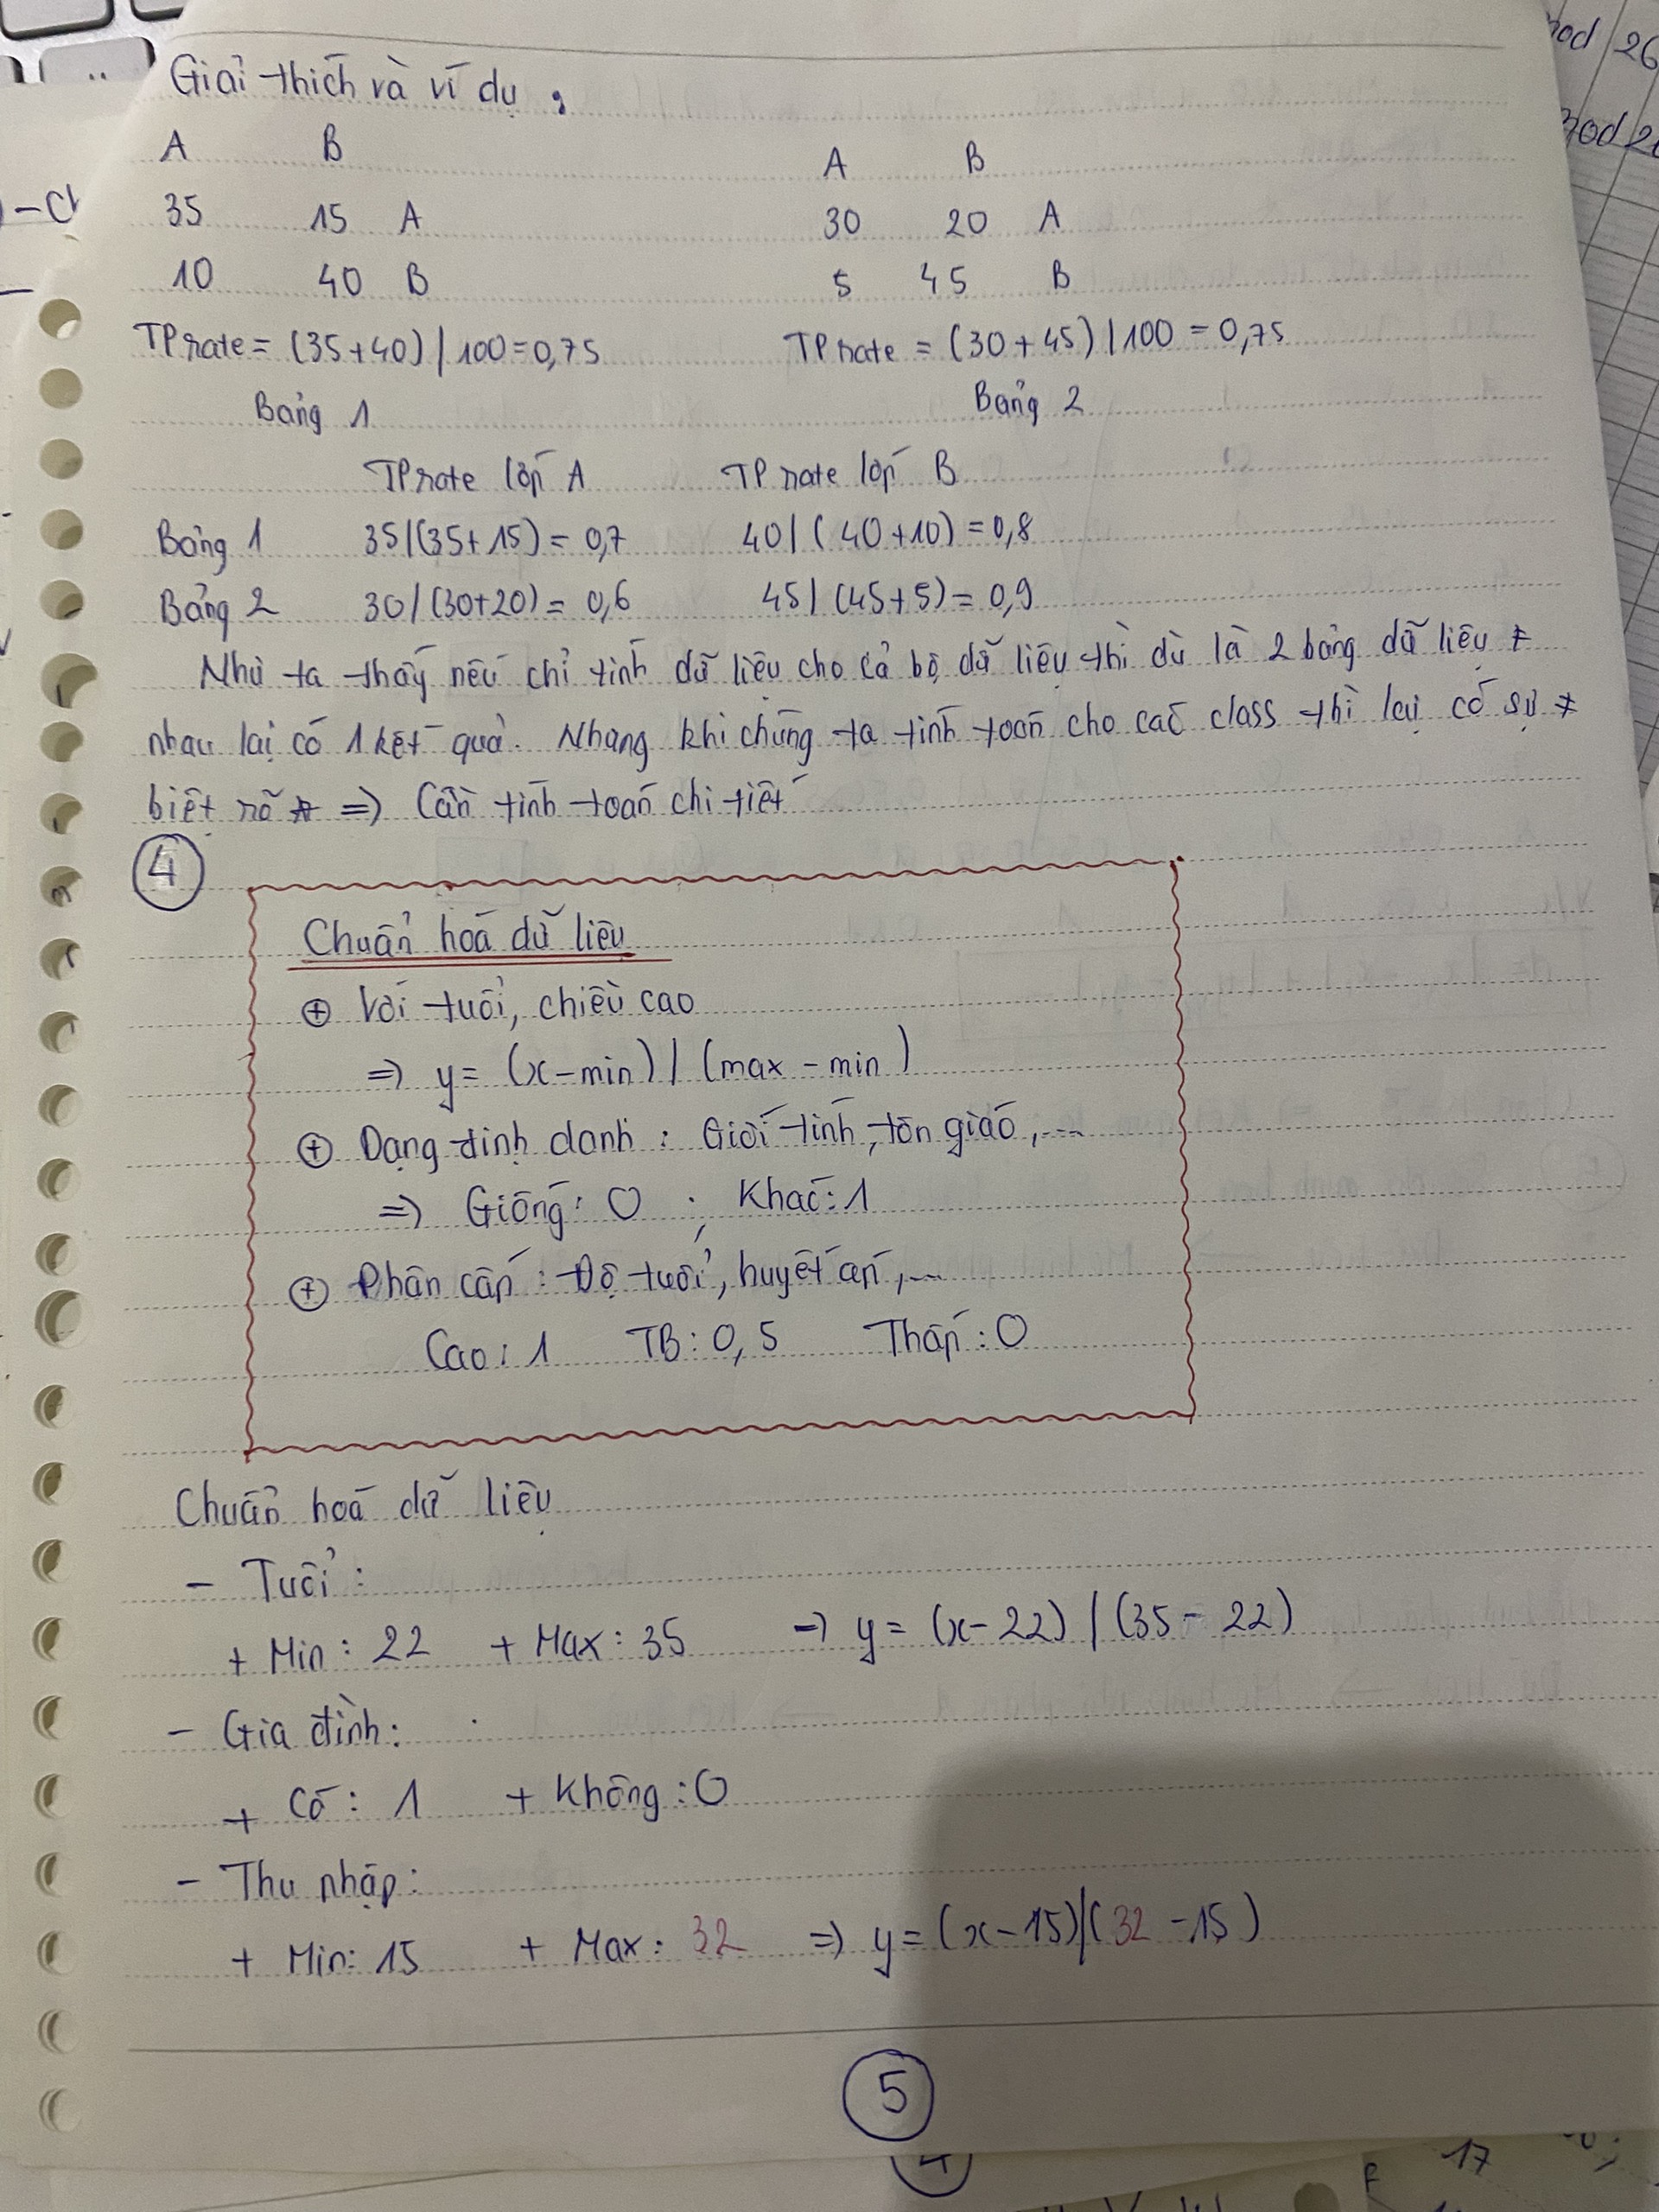 Giải thích và ví dụ:
A B
35 15 A
10 40 B
TP rate = (35+40) / 100 = 0,75
Bảng 1
A B
30 20 A
5 45 B
TP rate = (30+45) / 100 = 0,75
Bảng 2
TP rate lớp A TP rate lớp B
Bảng 1 35/(35+15) = 0,7 40/(40+10) = 0,8
Bảng 2 30/(30+20) = 0,6 45/(45+5) = 0,9
Như ta thấy nếu chỉ tính dữ liệu cho cả bộ dữ liệu thì dù là 2 bảng dữ liệu ≠
nhau lại có 1 kết quả. Nhưng khi chúng ta tính toán cho các class thì lại có sự ≠
biệt rõ => Cần tính toán chi tiết
4
Chuẩn hoá dữ liệu
⊕ Với tuổi, chiều cao
=> y = (x-min) / (max-min)
⊕ Dạng định danh: Giới tính, tôn giáo,...
=> Giống: 0 ; Khác: 1
⊕ Phân cấp: Độ tuổi, huyết áp,...
Cao: 1 TB: 0,5 Thấp: 0
Chuẩn hoá dữ liệu
- Tuổi:
+ Min: 22 + Max: 35 => y = (x-22) / (35-22)
- Gia đình:
+ Có: 1 + Không: 0
- Thu nhập:
+ Min: 15 + Max: 32 => y = (x-15)/(32-15)
5
4
17